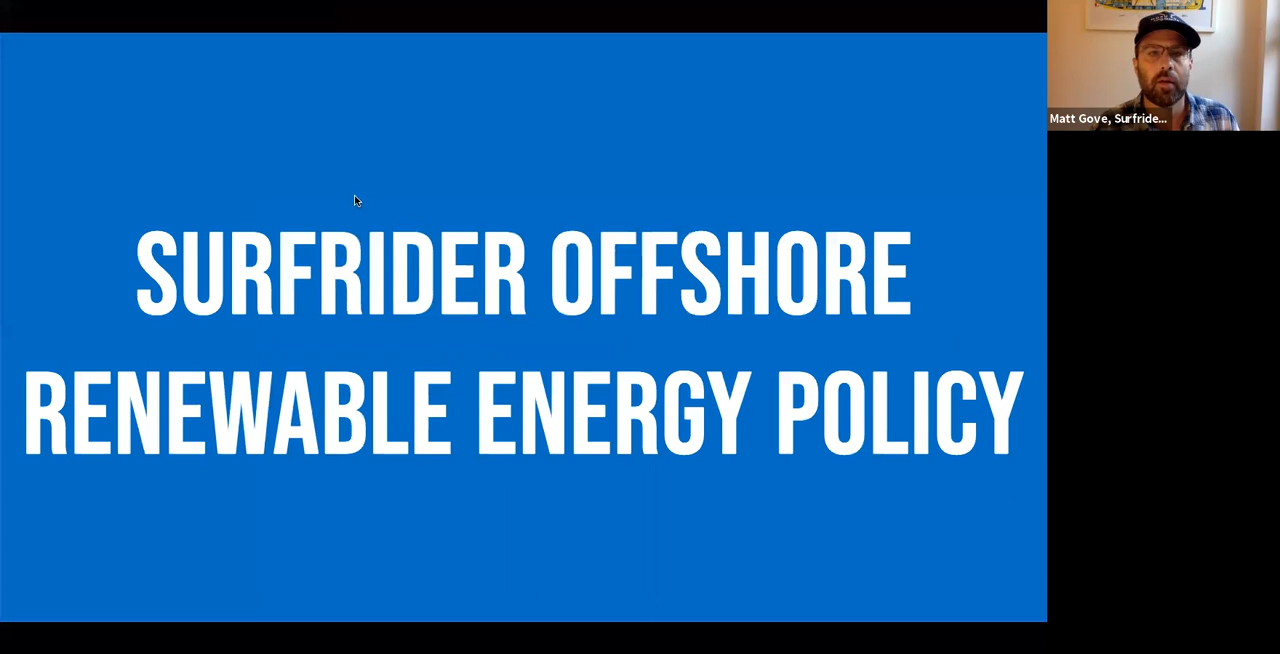 SURFRIDER OFFSHORE
RENEWABLE ENERGY POLICY
Matt Gove, Surfride...